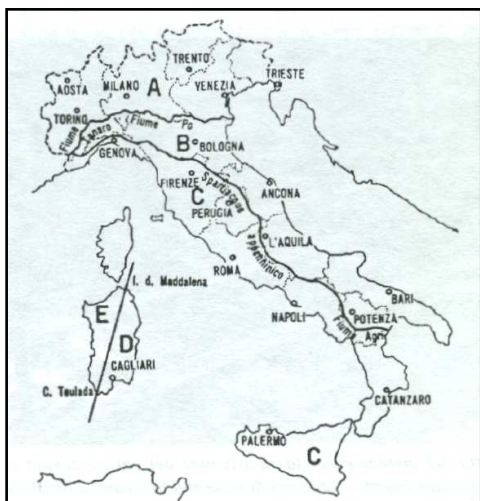 TRENTO
AOSTA
MILANO
A
VENEZIA
TRIESTE
TORINO
Fiume
Tanaro
Fiume
Po
B
BOLOGNA
GENOVA
FIRENZE
Spartiacque
ANCONA
C
PERUGIA
appenninico
L'AQUILA
ROMA
I. d. Maddalena
BARI
NAPOLI
Fiume
POTENZA
Agri
E
D
CAGLIARI
C. Teulada
CATANZARO
PALERMO
C